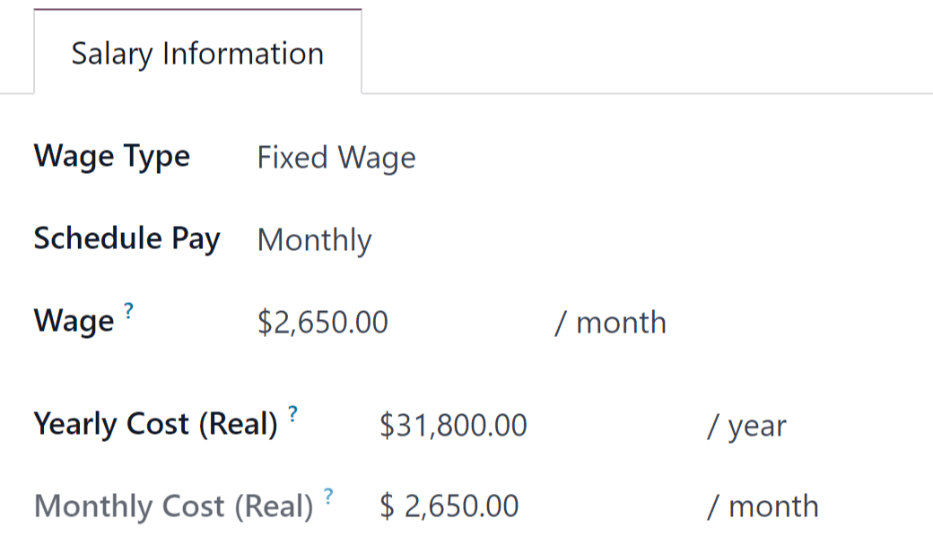 Salary Information
Wage Type Fixed Wage
Schedule Pay Monthly
Wage ? $2,650.00 / month
Yearly Cost (Real) ? $31,800.00 / year
Monthly Cost (Real) ? $ 2,650.00 / month